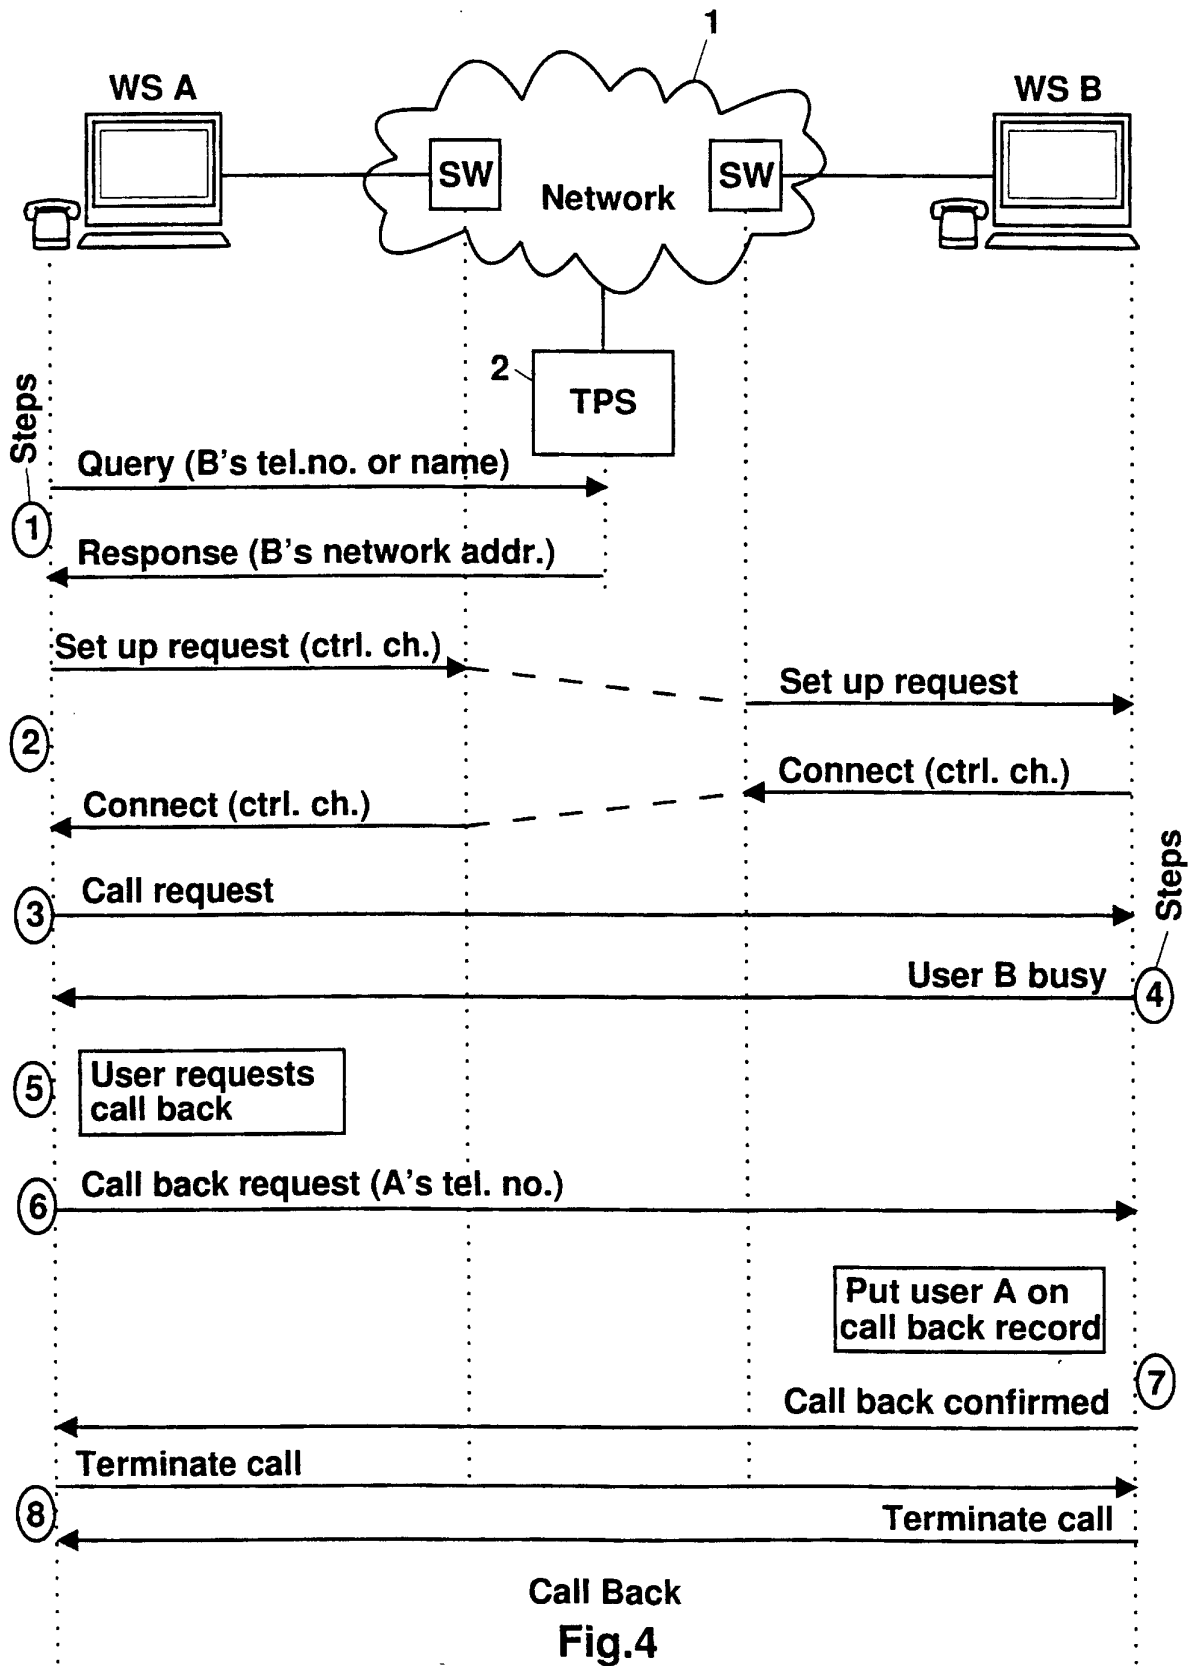 1
WS A
WS B
SW
SW
Network
2
TPS
Steps
Query (B's tel.no. or name)
1
Response (B's network addr.)
Set up request (ctrl. ch.)
Set up request
2
Connect (ctrl. ch.)
Connect (ctrl. ch.)
Steps
3
Call request
User B busy
4
5
User requests
call back
6
Call back request (A's tel. no.)
Put user A on
call back record
7
Call back confirmed
Terminate call
8
Terminate call
Call Back
Fig.4